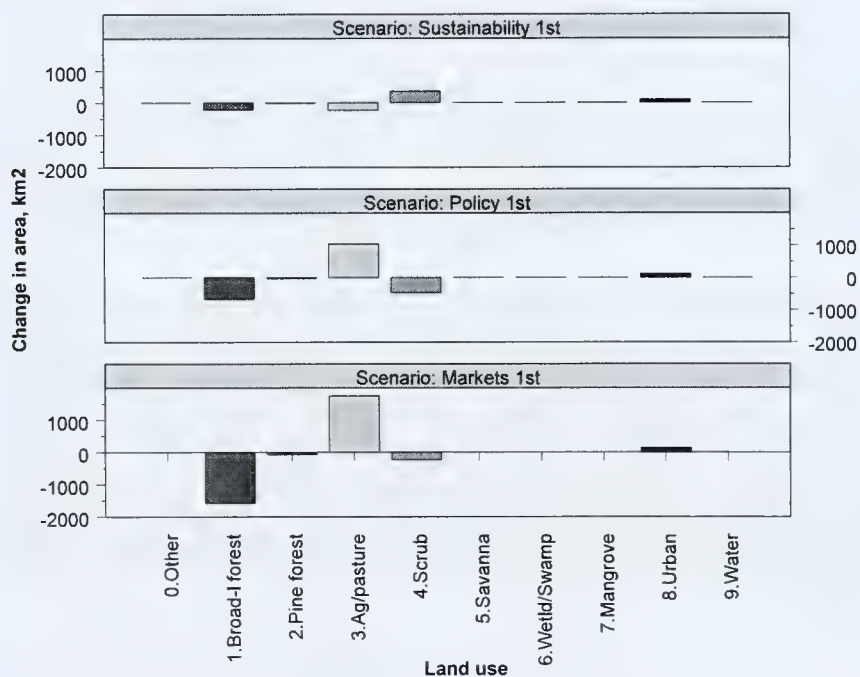 Scenario: Sustainability 1st
1000
0
-1000
-2000
Scenario: Policy 1st
1000
0
-1000
-2000
Change in area, km2
Scenario: Markets 1st
1000
0
-1000
-2000
0.Other
1.Broad-l forest
2.Pine forest
3.Ag/pasture
4.Scrub
5.Savanna
6.Wetld/Swamp
7.Mangrove
8.Urban
9.Water
Land use